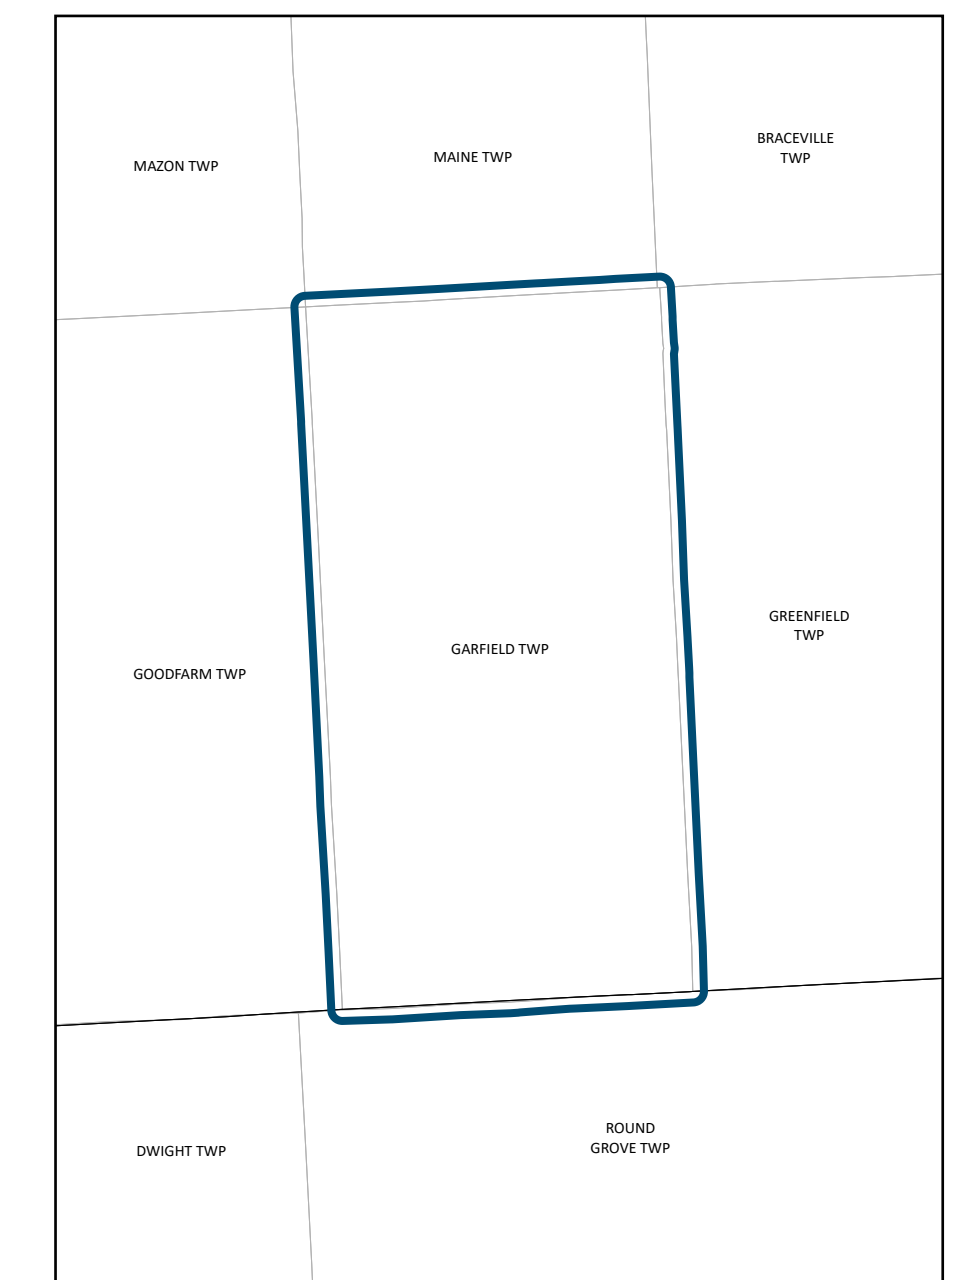 MAZON TWP
MAINE TWP
BRACEVILLE
TWP
GOODFARM TWP
GARFIELD TWP
GREENFIELD
TWP
DWIGHT TWP
ROUND
GROVE TWP